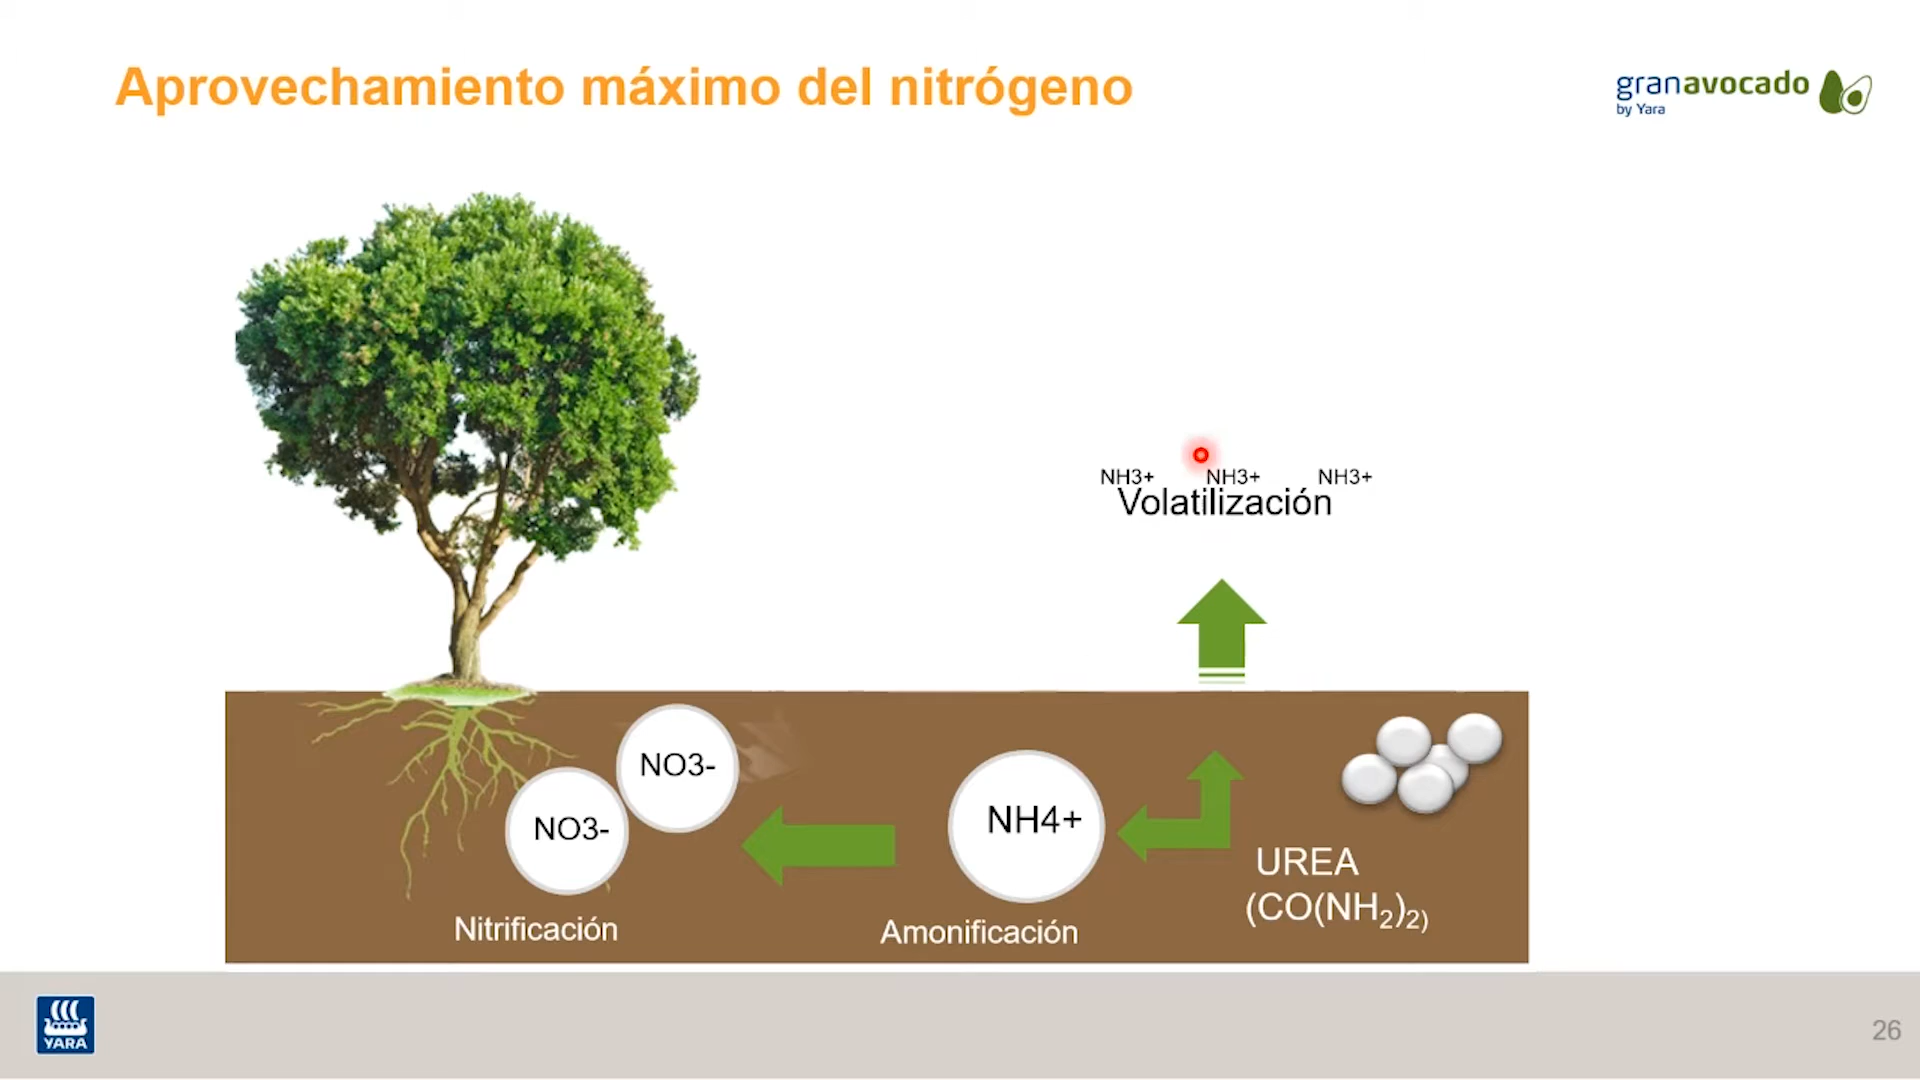 Aprovechamiento máximo del nitrógeno
granavocado
by Yara
NH3+ NH3+ NH3+
Volatilización
NO3-
NO3-
NH4+
UREA
(CO(NH2)2)
Nitrificación
Amonificación
YARA
26